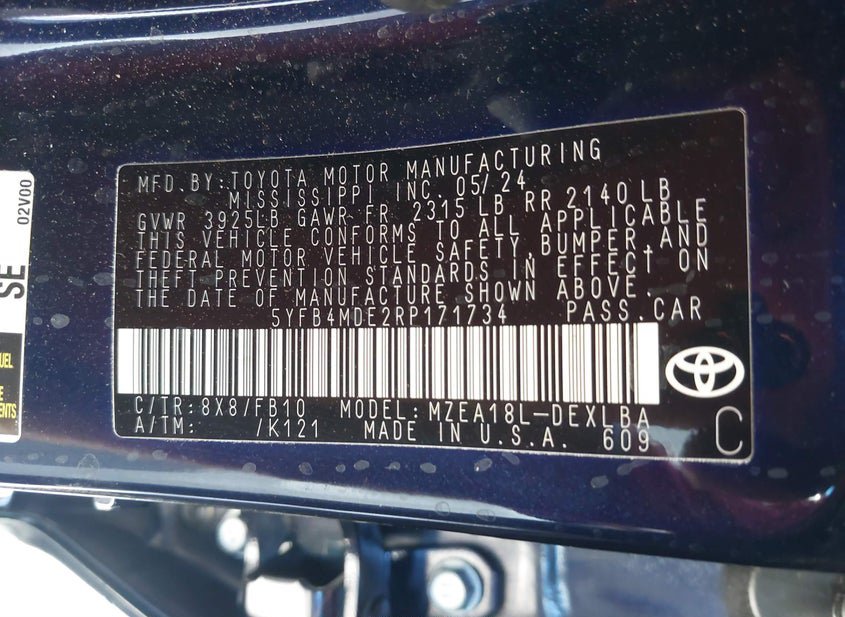 MFD.BY:TOYOTA MOTOR MANUFACTURING
MISSISSIPPI INC. 05/24
GVWR 3925LB GAWR FR 2315 LB RR 2140 LB
THIS VEHICLE CONFORMS TO ALL APPLICABLE
FEDERAL MOTOR VEHICLE SAFETY,BUMPER,AND
THEFT PREVENTION STANDARDS IN EFFECT ON
THE DATE OF MANUFACTURE SHOWN ABOVE.
5YFB4MDE2RP171734 PASS.CAR
C/TR:8X8/FB10 MODEL:MZEA18L-DEXLBA
A/TM: /K121 MADE IN U.S.A. 609
C
02V00
SE